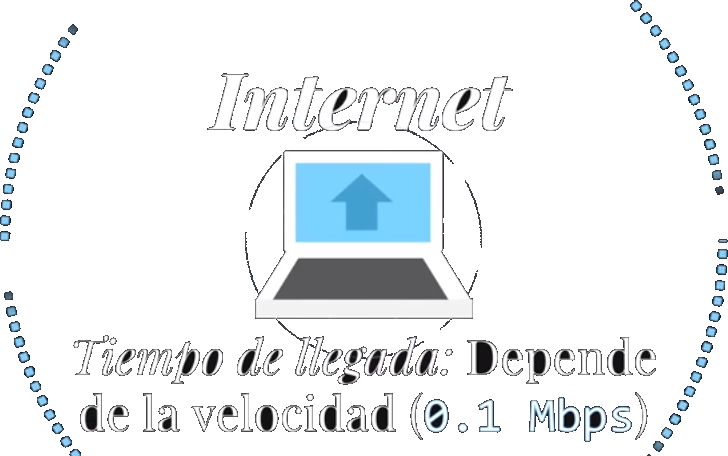 Internet
Tiempo de llegada: Depende
de la velocidad (0.1 Mbps)